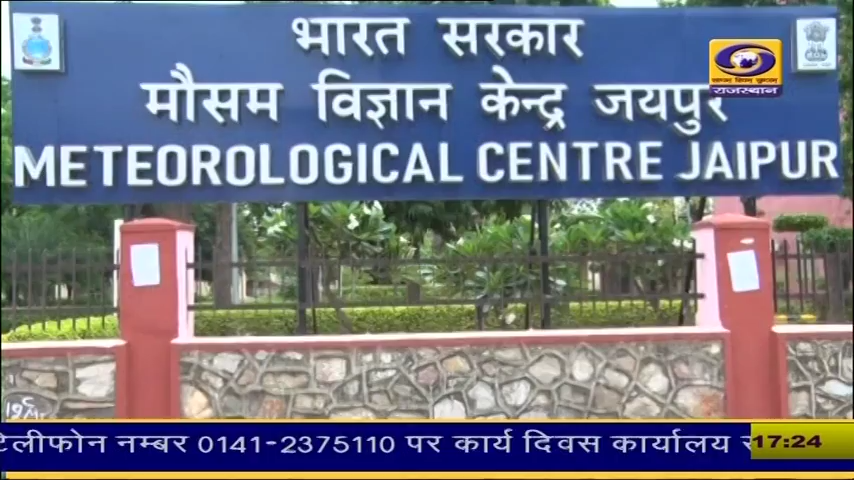 भारत सरकार
मौसम विज्ञान केन्द्र जयपुर
METEOROLOGICAL CENTRE JAIPUR
राजस्थान
टेलीफोन नम्बर 0141-2375110 पर कार्य दिवस कार्यालय
17:24